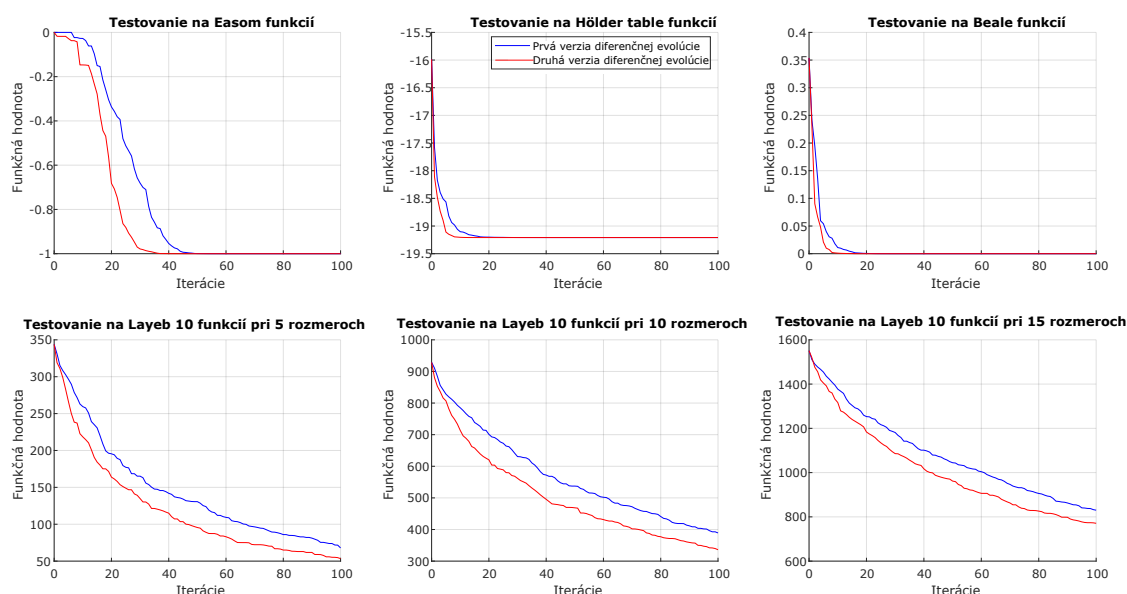 Testovanie na Easom funkcií
0
-0.2
-0.4
-0.6
-0.8
-1
0 20 40 60 80 100
Funkčná hodnota
Iterácie
Testovanie na Hölder table funkcií
-15.5
-16
-16.5
-17
-17.5
-18
-18.5
-19
-19.5
0 20 40 60 80 100
Funkčná hodnota
Iterácie
Prvá verzia diferenčnej evolúcie
Druhá verzia diferenčnej evolúcie
Testovanie na Beale funkcií
0.4
0.35
0.3
0.25
0.2
0.15
0.1
0.05
0
0 20 40 60 80 100
Funkčná hodnota
Iterácie
Testovanie na Layeb 10 funkcií pri 5 rozmeroch
350
300
250
200
150
100
50
0 20 40 60 80 100
Funkčná hodnota
Iterácie
Testovanie na Layeb 10 funkcií pri 10 rozmeroch
1000
900
800
700
600
500
400
300
0 20 40 60 80 100
Funkčná hodnota
Iterácie
Testovanie na Layeb 10 funkcií pri 15 rozmeroch
1600
1400
1200
1000
800
600
0 20 40 60 80 100
Funkčná hodnota
Iterácie